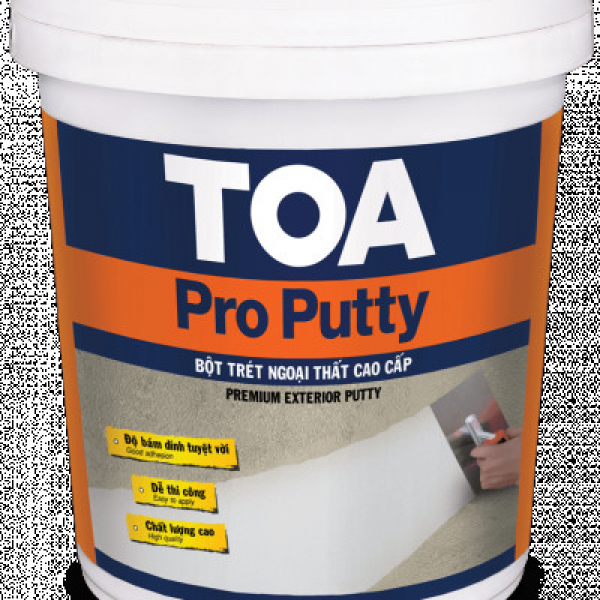 TOA
Pro Putty
BỘT TRÉT NGOẠI THẤT CAO CẤP
PREMIUM EXTERIOR PUTTY
Độ bám dính tuyệt vời
Good adhesion
Dễ thi công
Easy to apply
Chất lượng cao
High quality